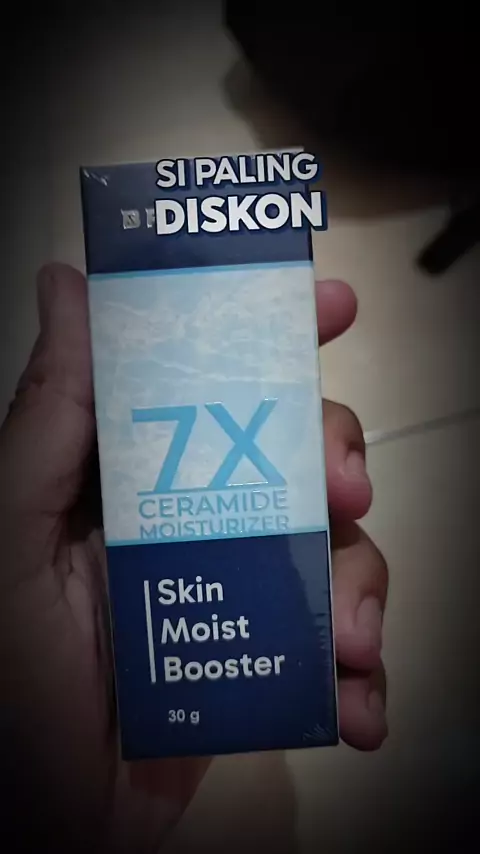 SI PALING
DISKON
7X
CERAMIDE
MOISTURIZER
Skin
Moist
Booster
30 g